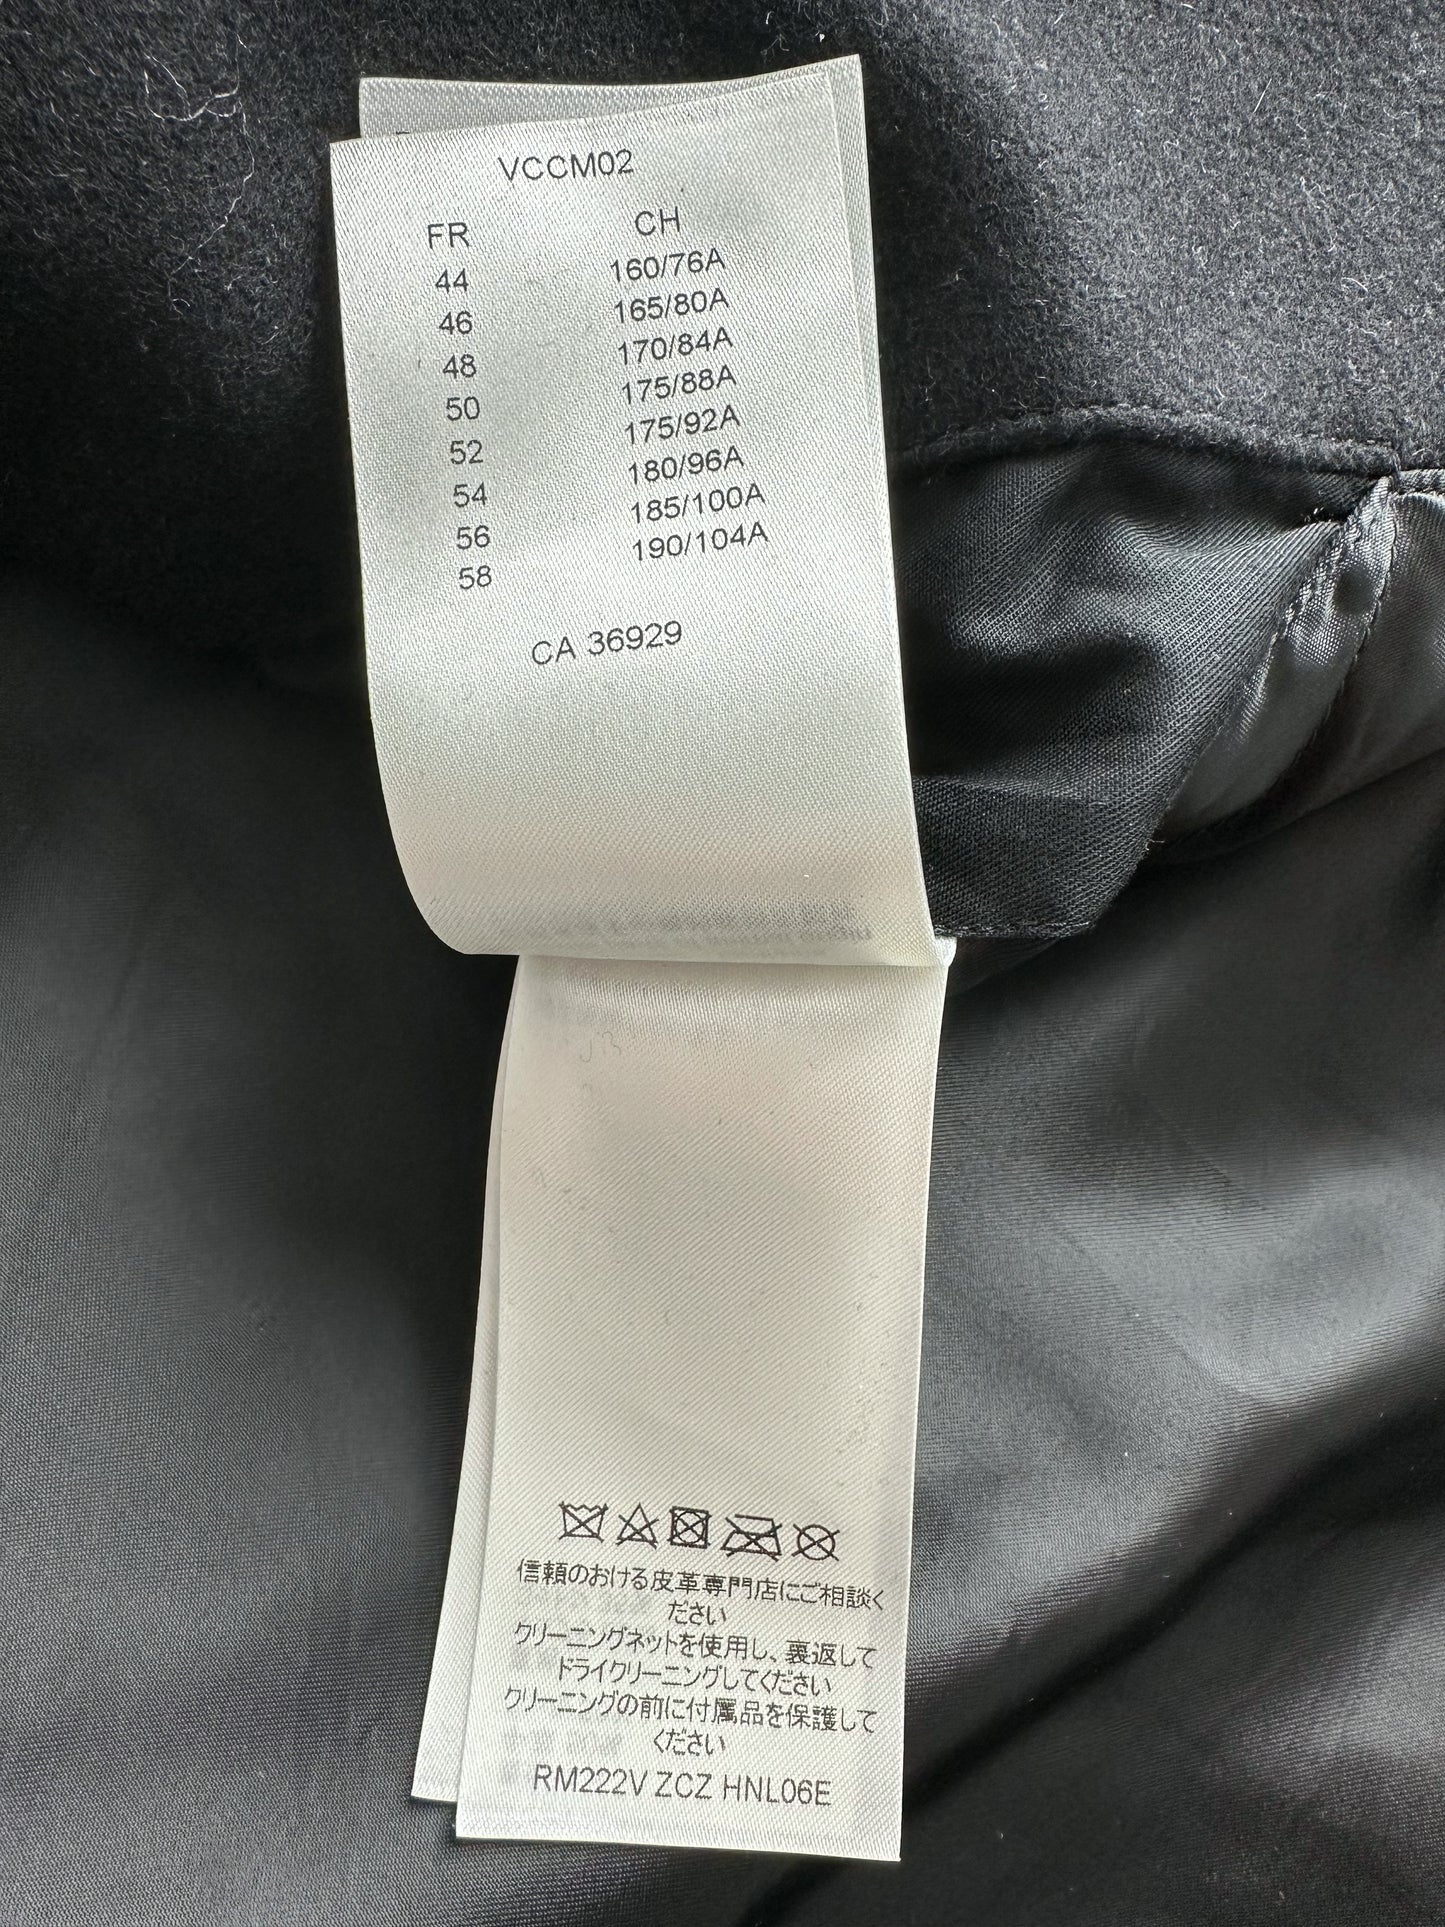 VCCM02
FR CH
44 160/76A
46 165/80A
48 170/84A
50 175/88A
52 175/92A
54 180/96A
56 185/100A
58 190/104A
CA 36929
信頼のおける皮革専門店にご相談く
ださい
クリーニングネットを使用し、裏返して
ドライクリーニングしてください
クリーニングの前に付属品を保護して
ください
RM222V ZCZ HNL06E